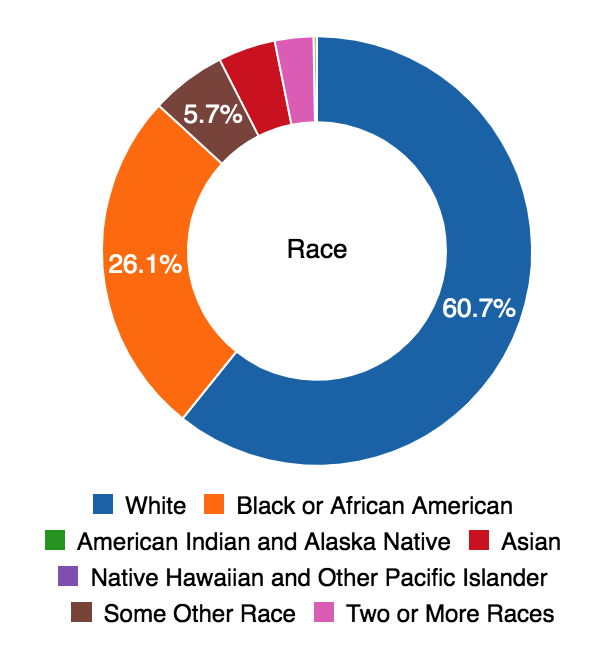 5.7%
Race
26.1%
60.7%
White Black or African American
American Indian and Alaska Native Asian
Native Hawaiian and Other Pacific Islander
Some Other Race Two or More Races